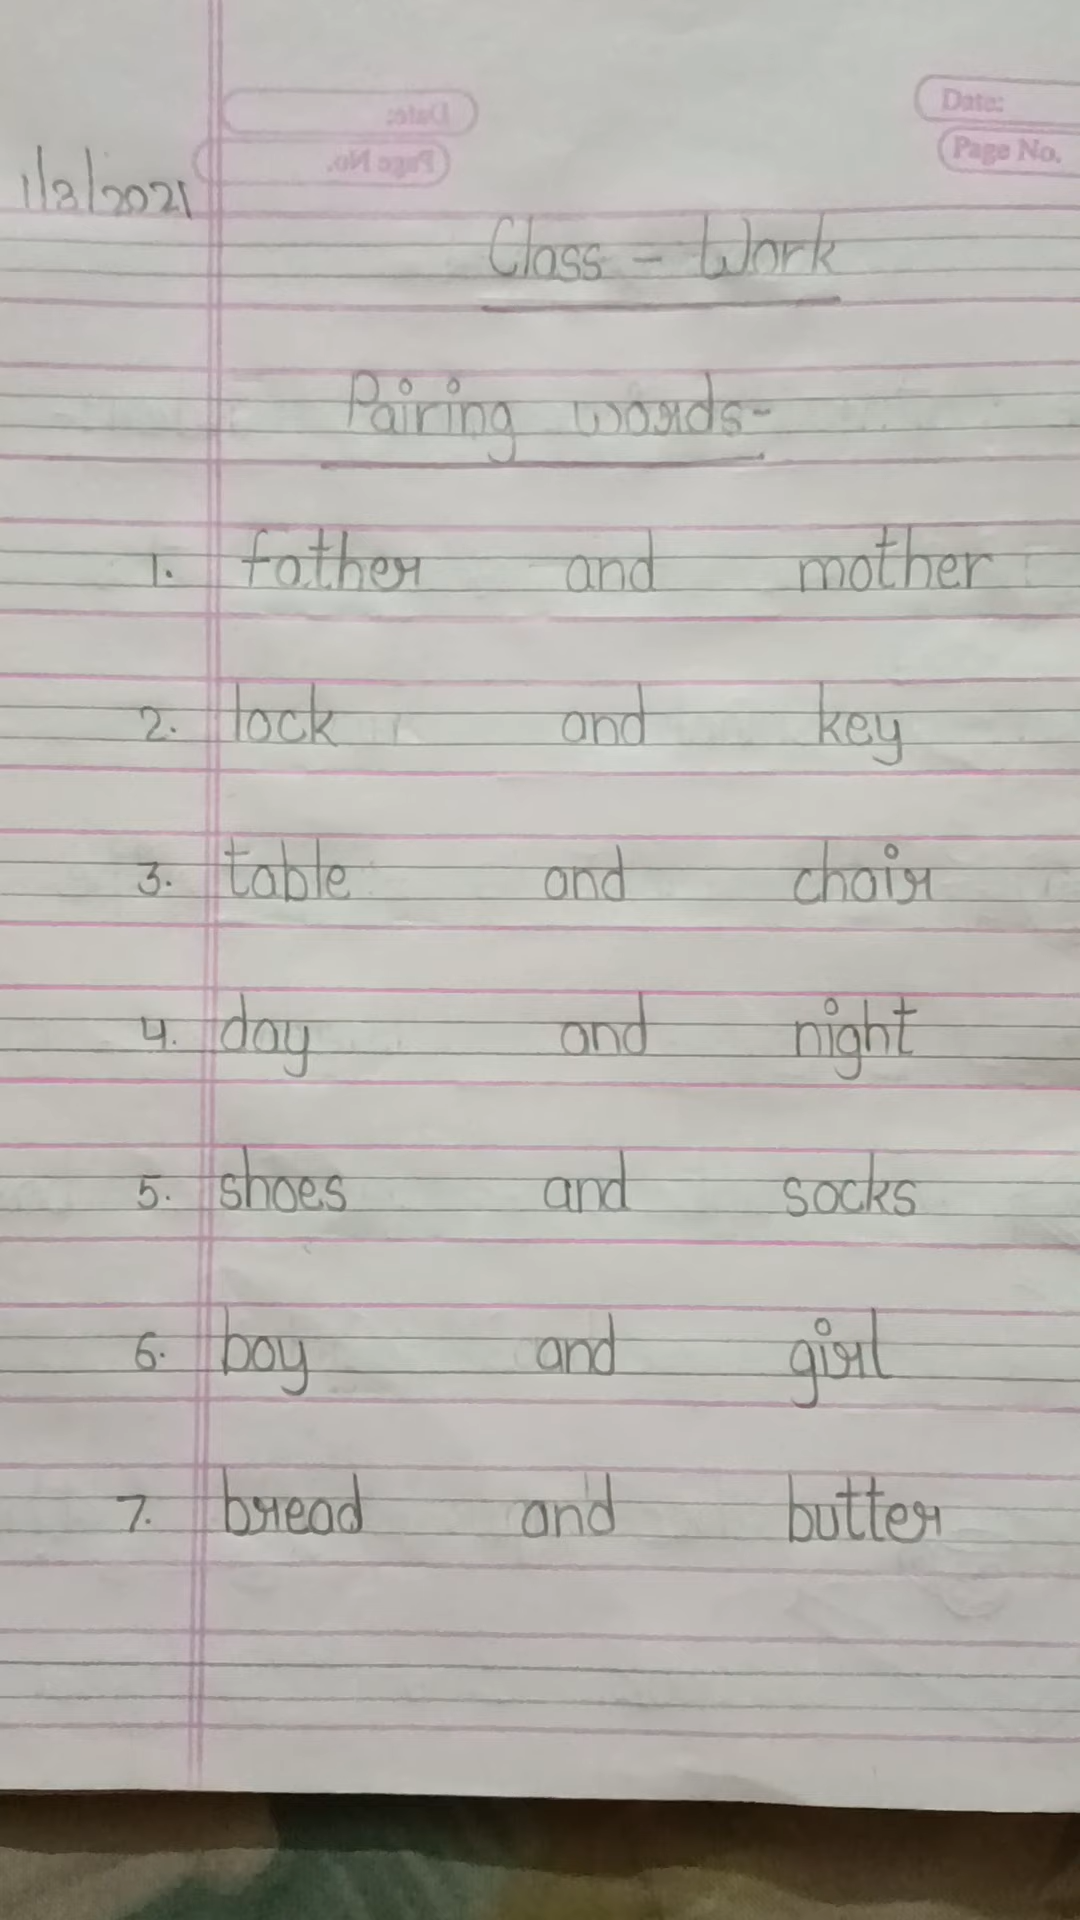 Date:
Page No.
1/3/2021
Class - Work
Pairing words-
1. father and mother
2. lock and key
3. table and chair
4. day and night
5. shoes and socks
6. boy and girl
7. bread and butter